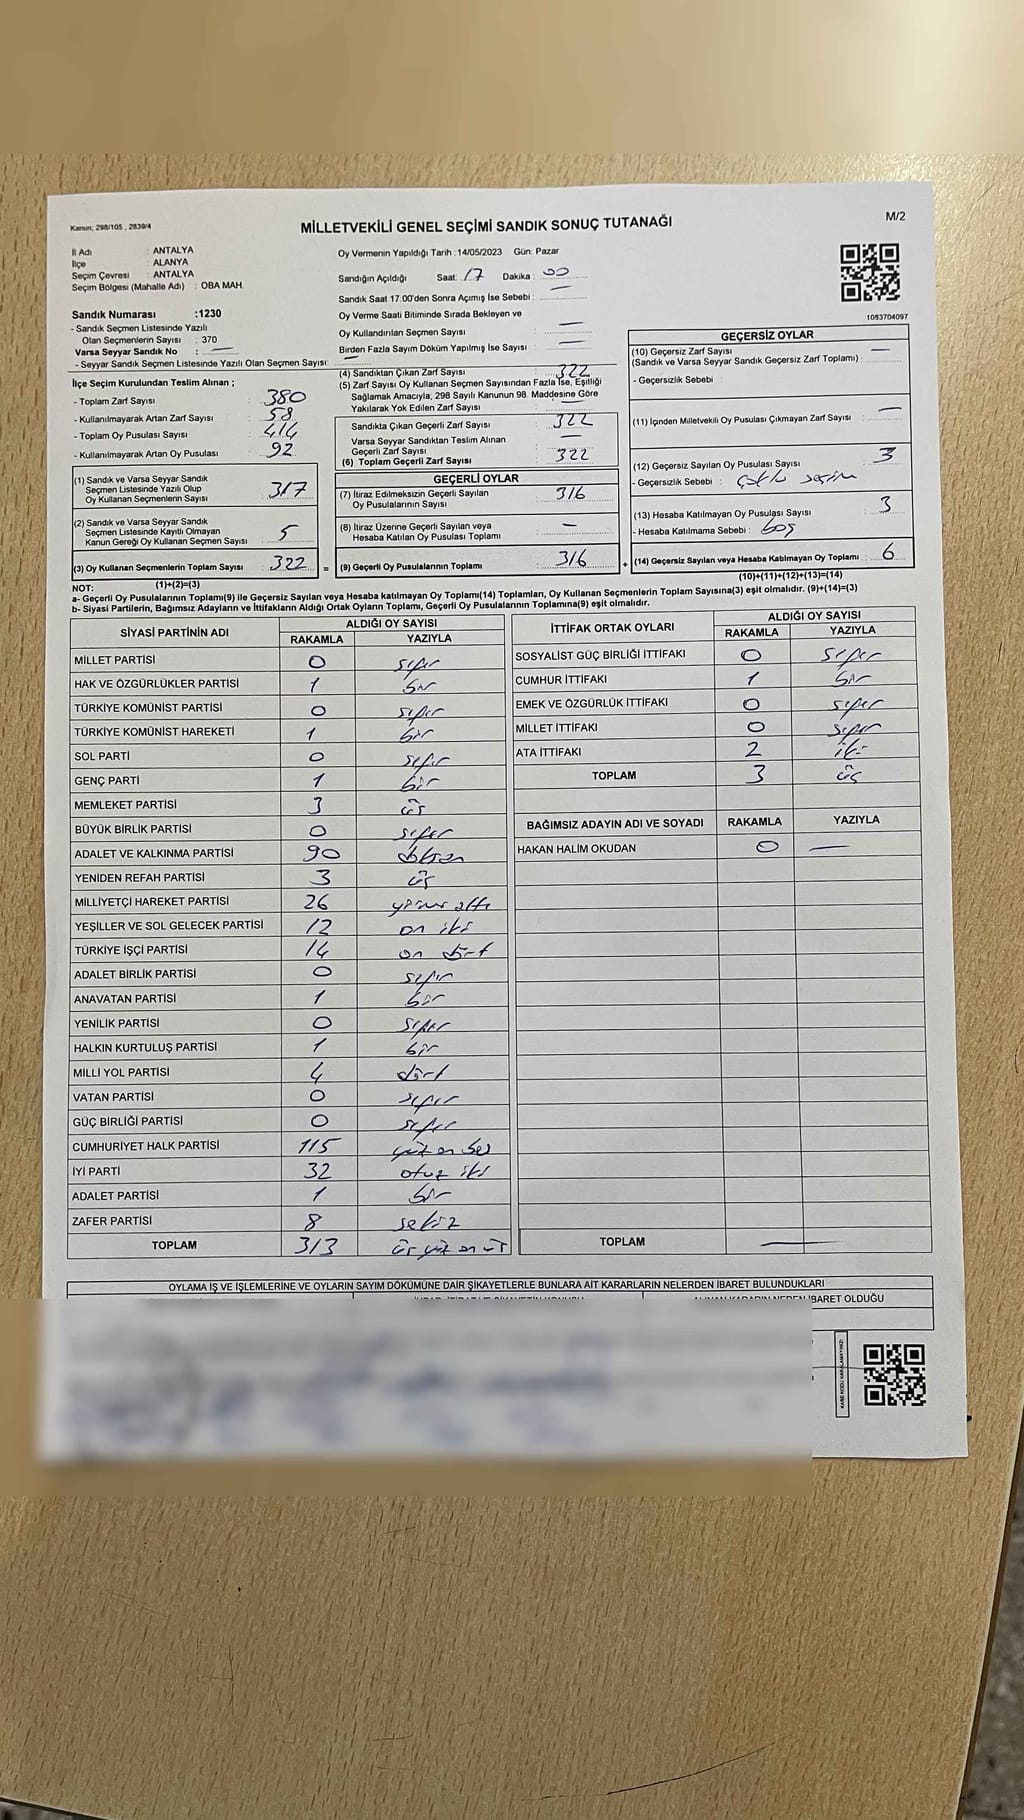 Kanun; 298/105 , 2839/4
MİLLETVEKİLİ GENEL SEÇİMİ SANDIK SONUÇ TUTANAĞI
M/2
İl Adı : ANTALYA
İlçe : ALANYA
Seçim Çevresi : ANTALYA
Seçim Bölgesi (Mahalle Adı) : OBA MAH.
Sandık Numarası :1230
- Sandık Seçmen Listesinde Yazılı
Olan Seçmenlerin Sayısı : 370
Varsa Seyyar Sandık No : —
- Seyyar Sandık Seçmen Listesinde Yazılı Olan Seçmen Sayısı: —
Oy Vermenin Yapıldığı Tarih :14/05/2023 Gün: Pazar
Sandığın Açıldığı Saat: 17 Dakika : 00
Sandık Saat 17:00'den Sonra Açımış İse Sebebi : —
Oy Verme Saati Bitiminde Sırada Bekleyen ve
Oy Kullandırılan Seçmen Sayısı : —
Birden Fazla Sayım Döküm Yapılmış İse Sayısı : —
1083704097
İlçe Seçim Kurulundan Teslim Alınan ;
- Toplam Zarf Sayısı : 380
- Kullanılmayarak Artan Zarf Sayısı : 58
- Toplam Oy Pusulası Sayısı : 414
- Kullanılmayarak Artan Oy Pusulası : 92
(1) Sandık ve Varsa Seyyar Sandık
Seçmen Listesinde Yazılı Olup
Oy Kullanan Seçmenlerin Sayısı : 317
(2) Sandık ve Varsa Seyyar Sandık
Seçmen Listesinde Kayıtlı Olmayan
Kanun Gereği Oy Kullanan Seçmen Sayısı : 5
(3) Oy Kullanan Seçmenlerin Toplam Sayısı : 322
(1)+(2)=(3)
(4) Sandıktan Çıkan Zarf Sayısı : 322
(5) Zarf Sayısı Oy Kullanan Seçmen Sayısından Fazla İse, Eşitliği
Sağlamak Amacıyla, 298 Sayılı Kanunun 98. Maddesine Göre
Yakılarak Yok Edilen Zarf Sayısı : —
Sandıkta Çıkan Geçerli Zarf Sayısı : 322
Varsa Seyyar Sandıktan Teslim Alınan
Geçerli Zarf Sayısı : —
(6) Toplam Geçerli Zarf Sayısı : 322
GEÇERLİ OYLAR
(7) İtiraz Edilmeksizin Geçerli Sayılan
Oy Pusulalarının Sayısı : 316
(8) İtiraz Üzerine Geçerli Sayılan veya
Hesaba Katılan Oy Pusulası Toplamı : —
= (9) Geçerli Oy Pusulalarının Toplamı : 316 +
GEÇERSİZ OYLAR
(10) Geçersiz Zarf Sayısı
(Sandık ve Varsa Seyyar Sandık Geçersiz Zarf Toplamı) : —
- Geçersizlik Sebebi :
(11) İçinden Milletvekili Oy Pusulası Çıkmayan Zarf Sayısı : —
(12) Geçersiz Sayılan Oy Pusulası Sayısı : 3
- Geçersizlik Sebebi : çoklu seçim
(13) Hesaba Katılmayan Oy Pusulası Sayısı : 3
- Hesaba Katılmama Sebebi : boş
(14) Geçersiz Sayılan veya Hesaba Katılmayan Oy Toplamı : 6
(10)+(11)+(12)+(13)=(14)
NOT:
a- Geçerli Oy Pusulalarının Toplamı(9) ile Geçersiz Sayılan veya Hesaba Katılmayan Oy Toplamı(14) Toplamları, Oy Kullanan Seçmenlerin Toplam Sayısına(3) eşit olmalıdır. (9)+(14)=(3)
b- Siyasi Partilerin, Bağımsız Adayların ve İttifakların Aldığı Ortak Oyların Toplamı, Geçerli Oy Pusulalarının Toplamına(9) eşit olmalıdır.
SİYASİ PARTİNİN ADI ALDIĞI OY SAYISI
RAKAMLA YAZIYLA
MİLLET PARTİSİ 0 sıfır
HAK VE ÖZGÜRLÜKLER PARTİSİ 1 bir
TÜRKİYE KOMÜNİST PARTİSİ 0 sıfır
TÜRKİYE KOMÜNİST HAREKETİ 1 bir
SOL PARTİ 0 sıfır
GENÇ PARTİ 1 bir
MEMLEKET PARTİSİ 3 üç
BÜYÜK BİRLİK PARTİSİ 0 sıfır
ADALET VE KALKINMA PARTİSİ 90 doksan
YENİDEN REFAH PARTİSİ 3 üç
MİLLİYETÇİ HAREKET PARTİSİ 26 yirmi altı
YEŞİLLER VE SOL GELECEK PARTİSİ 12 on iki
TÜRKİYE İŞÇİ PARTİSİ 14 on dört
ADALET BİRLİK PARTİSİ 0 sıfır
ANAVATAN PARTİSİ 1 bir
YENİLİK PARTİSİ 0 sıfır
HALKIN KURTULUŞ PARTİSİ 1 bir
MİLLİ YOL PARTİSİ 4 dört
VATAN PARTİSİ 0 sıfır
GÜÇ BİRLİĞİ PARTİSİ 0 sıfır
CUMHURİYET HALK PARTİSİ 115 yüz on beş
İYİ PARTİ 32 otuz iki
ADALET PARTİSİ 1 bir
ZAFER PARTİSİ 8 sekiz
TOPLAM 313 üç yüz on üç
İTTİFAK ORTAK OYLARI ALDIĞI OY SAYISI
RAKAMLA YAZIYLA
SOSYALİST GÜÇ BİRLİĞİ İTTİFAKI 0 sıfır
CUMHUR İTTİFAKI 1 bir
EMEK VE ÖZGÜRLÜK İTTİFAKI 0 sıfır
MİLLET İTTİFAKI 0 sıfır
ATA İTTİFAKI 2 iki
TOPLAM 3 üç
BAĞIMSIZ ADAYIN ADI VE SOYADI RAKAMLA YAZIYLA
HAKAN HALİM OKUDAN 0 —
TOPLAM —
OYLAMA İŞ VE İŞLEMLERİNE VE OYLARIN SAYIM DÖKÜMÜNE DAİR ŞİKAYETLERLE BUNLARA AİT KARARLARIN NELERDEN İBARET BULUNDUKLARI
ALINAN KARARIN NEDEN İBARET OLDUĞU